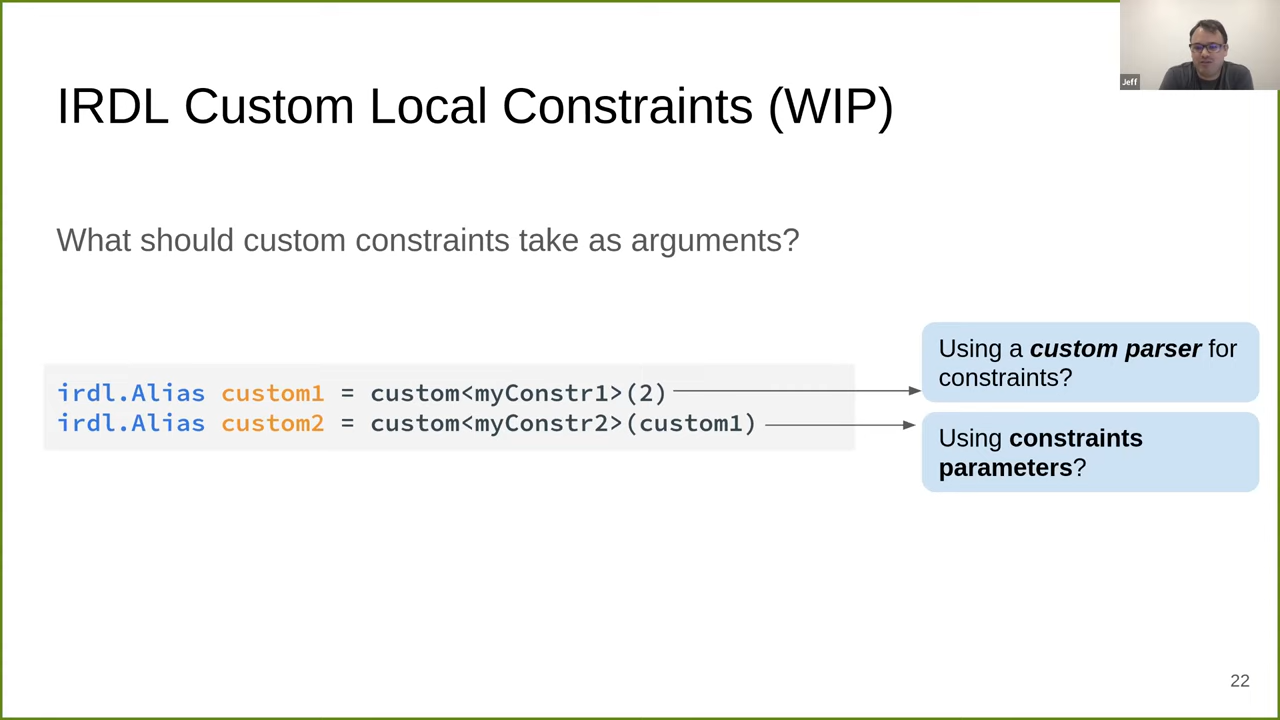 Jeff
IRDL Custom Local Constraints (WIP)
What should custom constraints take as arguments?
irdl.Alias custom1 = custom<myConstr1>(2)
irdl.Alias custom2 = custom<myConstr2>(custom1)
Using a custom parser for
constraints?
Using constraints
parameters?
22